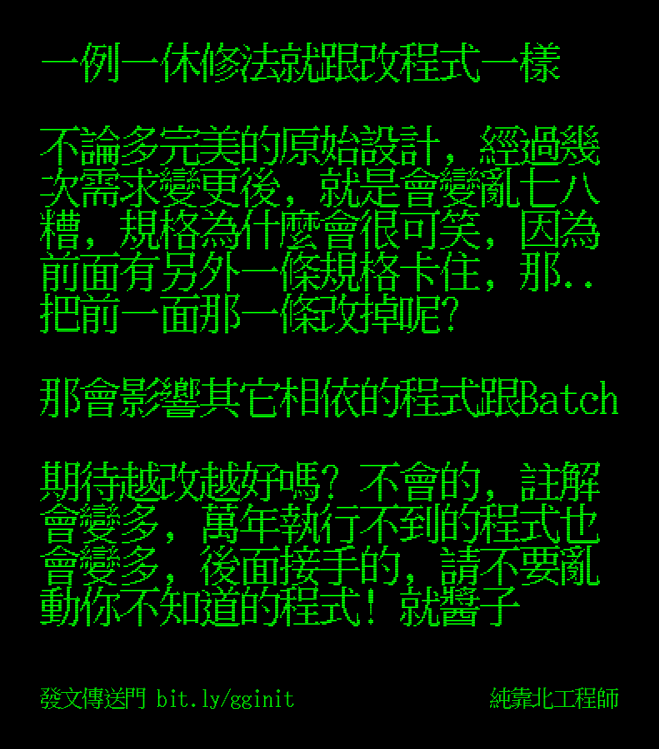 一例一休修法就跟改程式一樣
不論多完美的原始設計, 經過幾
次需求變更後, 就是會變亂七八
糟, 規格為什麼會很可笑, 因為
前面有另外一條規格卡住, 那..
把前一面那一條改掉呢?
那會影響其它相依的程式跟Batch
期待越改越好嗎? 不會的, 註解
會變多, 萬年執行不到的程式也
會變多, 後面接手的, 請不要亂
動你不知道的程式! 就醬子
發文傳送門 bit.ly/gginit
純靠北工程師